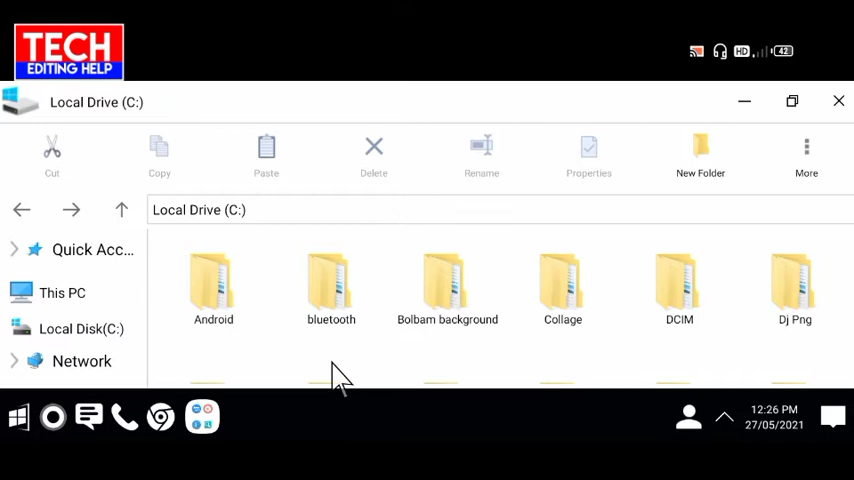 TECH
EDITING HELP
HD 42
Local Drive (C:)
Cut Copy Paste Delete Rename Properties New Folder More
Local Drive (C:)
Quick Acc...
This PC
Local Disk(C:)
Network
Android bluetooth Bolbam background Collage DCIM Dj Png
12:26 PM
27/05/2021